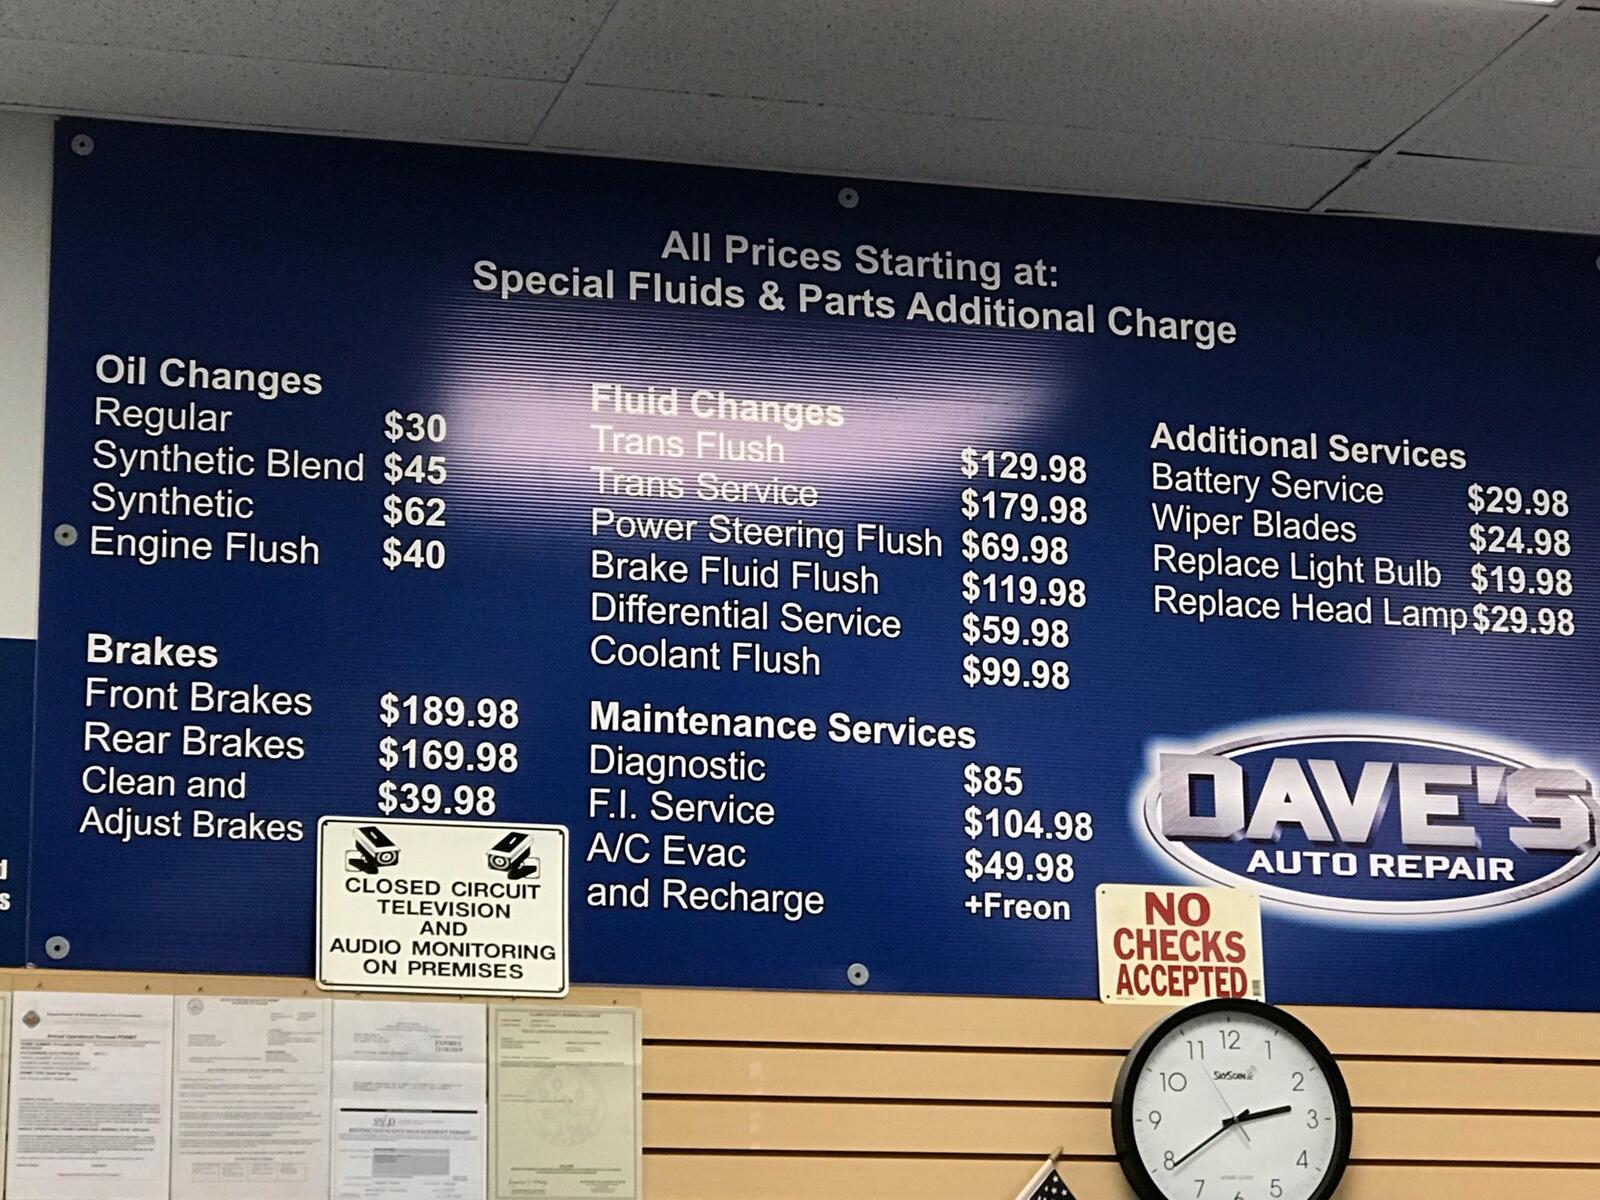 All Prices Starting at:
Special Fluids & Parts Additional Charge
Oil Changes
Regular $30
Synthetic Blend $45
Synthetic $62
Engine Flush $40
Brakes
Front Brakes $189.98
Rear Brakes $169.98
Clean and $39.98
Adjust Brakes
Fluid Changes
Trans Flush $129.98
Trans Service $179.98
Power Steering Flush $69.98
Brake Fluid Flush $119.98
Differential Service $59.98
Coolant Flush $99.98
Maintenance Services
Diagnostic $85
F.I. Service $104.98
A/C Evac $49.98
and Recharge +Freon
Additional Services
Battery Service $29.98
Wiper Blades $24.98
Replace Light Bulb $19.98
Replace Head Lamp $29.98
DAVE'S
AUTO REPAIR
CLOSED CIRCUIT
TELEVISION
AND
AUDIO MONITORING
ON PREMISES
NO
CHECKS
ACCEPTED
12
11 1
10 2
9 3
8 4
7 6 5
SKYSCAN